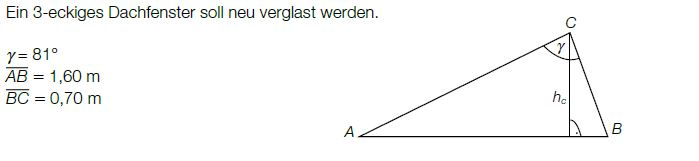 Ein 3-eckiges Dachfenster soll neu verglast werden.
γ = 81°
AB = 1,60 m
BC = 0,70 m
C
γ
h_c
A
B